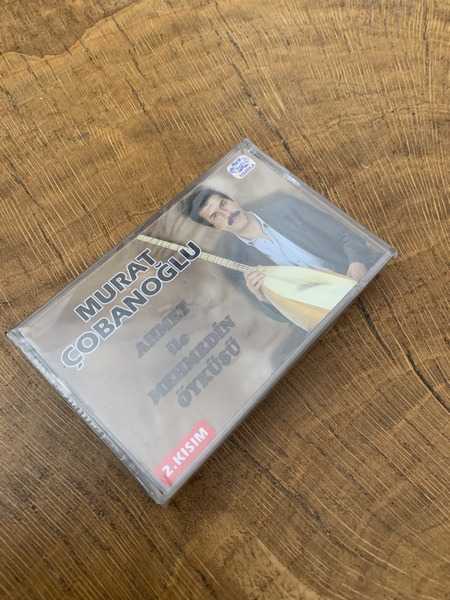 MURAT
ÇOBANOĞLU
AHMET
ile
MEHMEDİN
ÖYKÜSÜ
2.KISIM